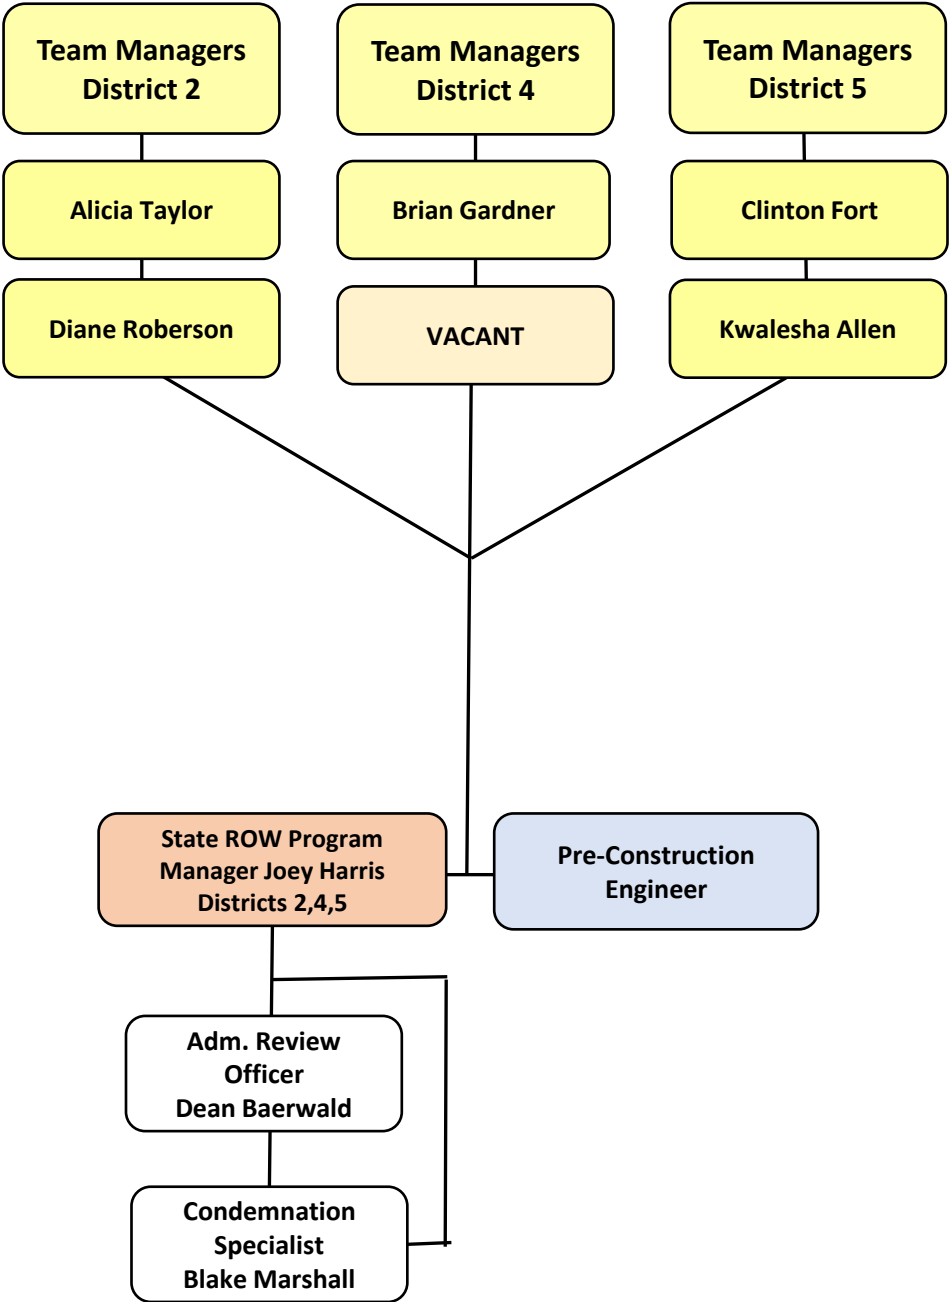 Team Managers
District 2
Team Managers
District 4
Team Managers
District 5
Alicia Taylor
Brian Gardner
Clinton Fort
Diane Roberson
VACANT
Kwalesha Allen
State ROW Program
Manager Joey Harris
Districts 2,4,5
Pre-Construction
Engineer
Adm. Review
Officer
Dean Baerwald
Condemnation
Specialist
Blake Marshall